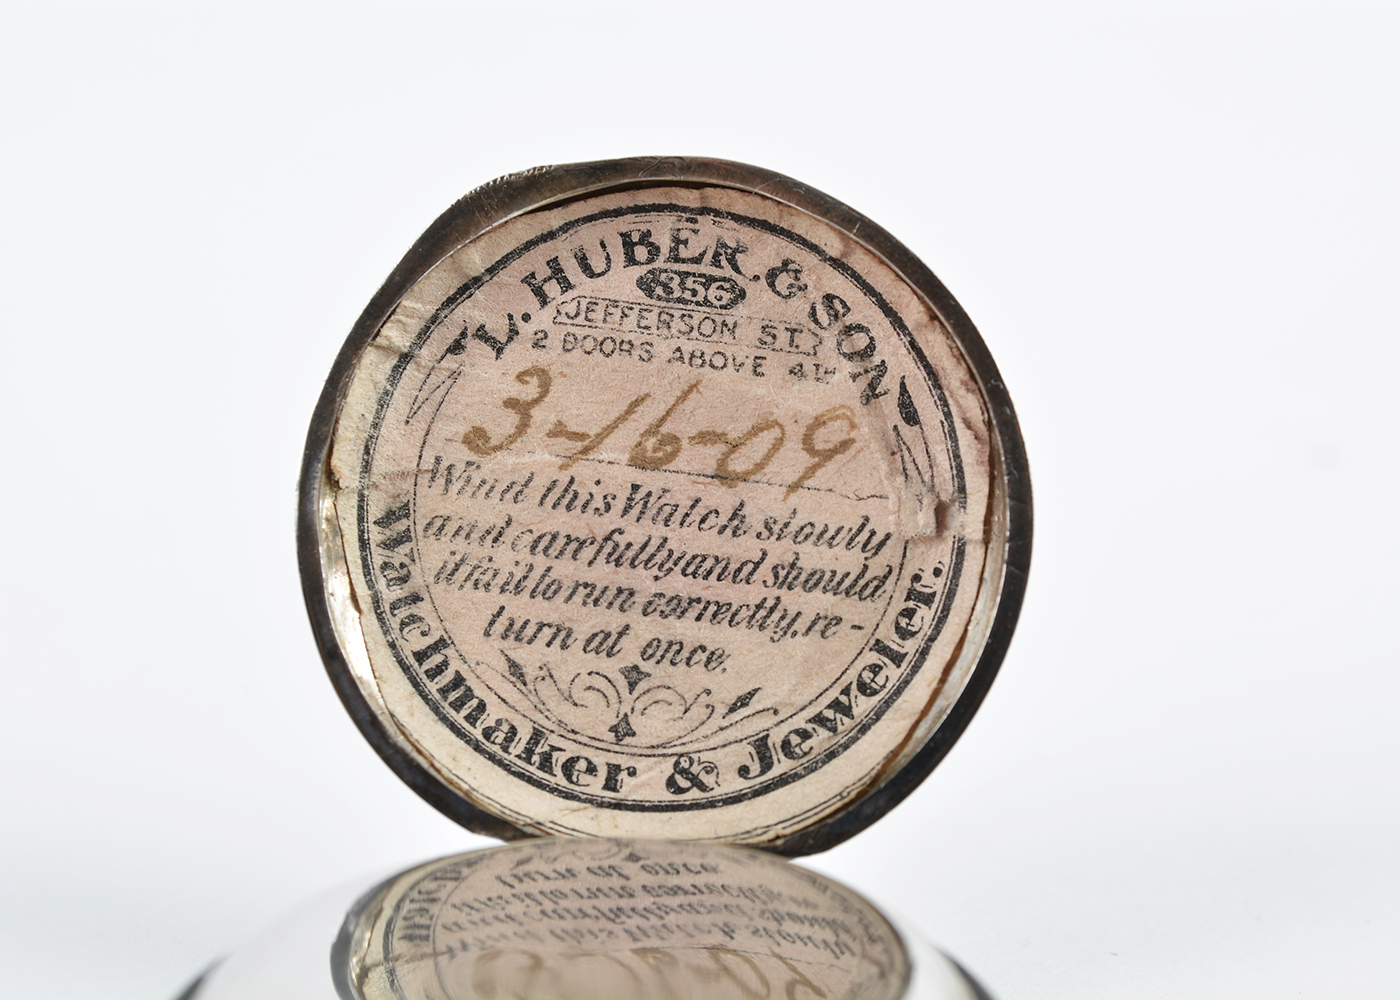 L. HUBER. & SON
356
JEFFERSON ST.
2 DOORS ABOVE 4TH
3-16-09
Wind this Watch slowly
and carefully and should
it fail to run correctly, re-
turn at once.
Watchmaker & Jeweler.